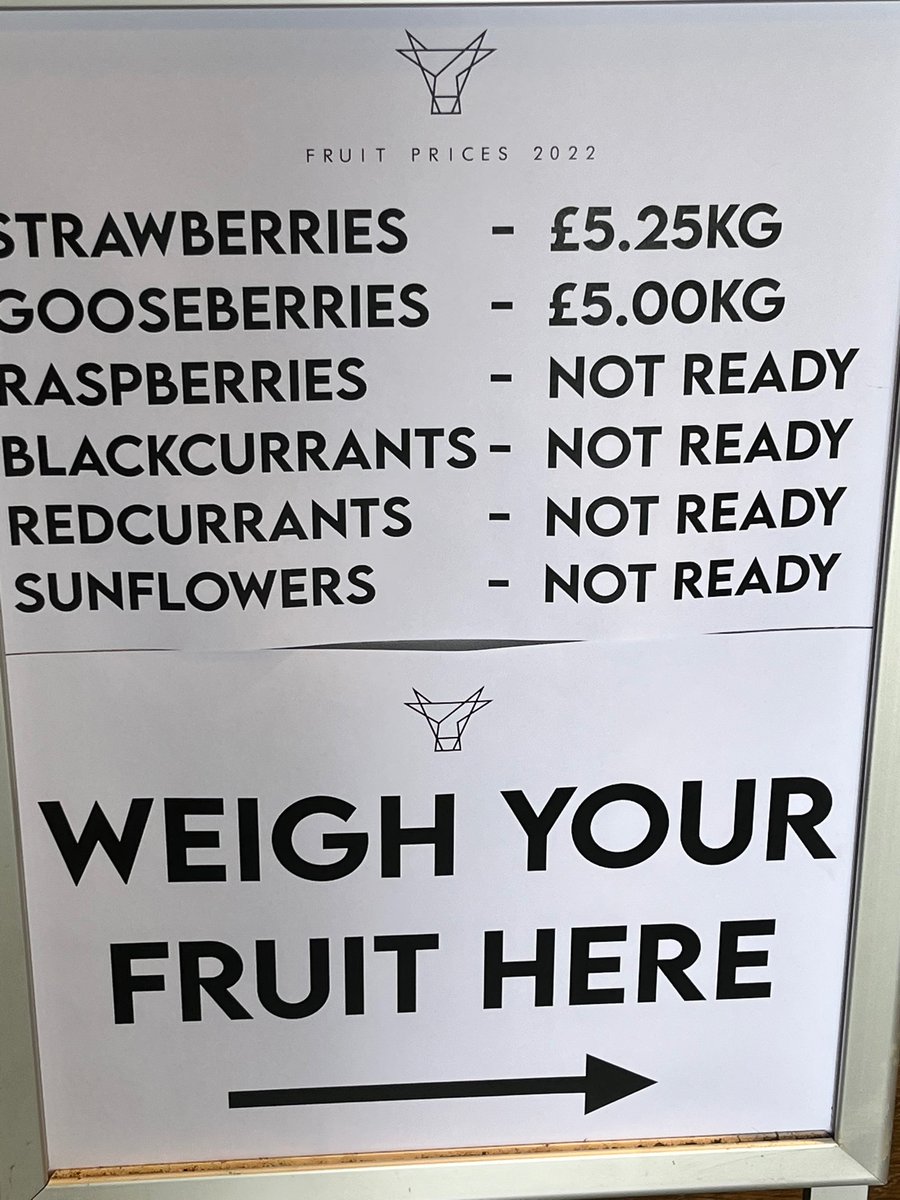 FRUIT PRICES 2022
STRAWBERRIES - £5.25KG
GOOSEBERRIES - £5.00KG
RASPBERRIES - NOT READY
BLACKCURRANTS - NOT READY
REDCURRANTS - NOT READY
SUNFLOWERS - NOT READY
WEIGH YOUR
FRUIT HERE